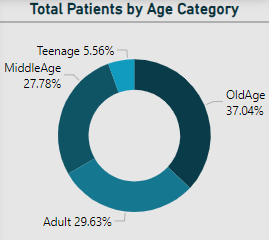 Total Patients by Age Category
Teenage 5.56%
MiddleAge
27.78%
OldAge
37.04%
Adult 29.63%